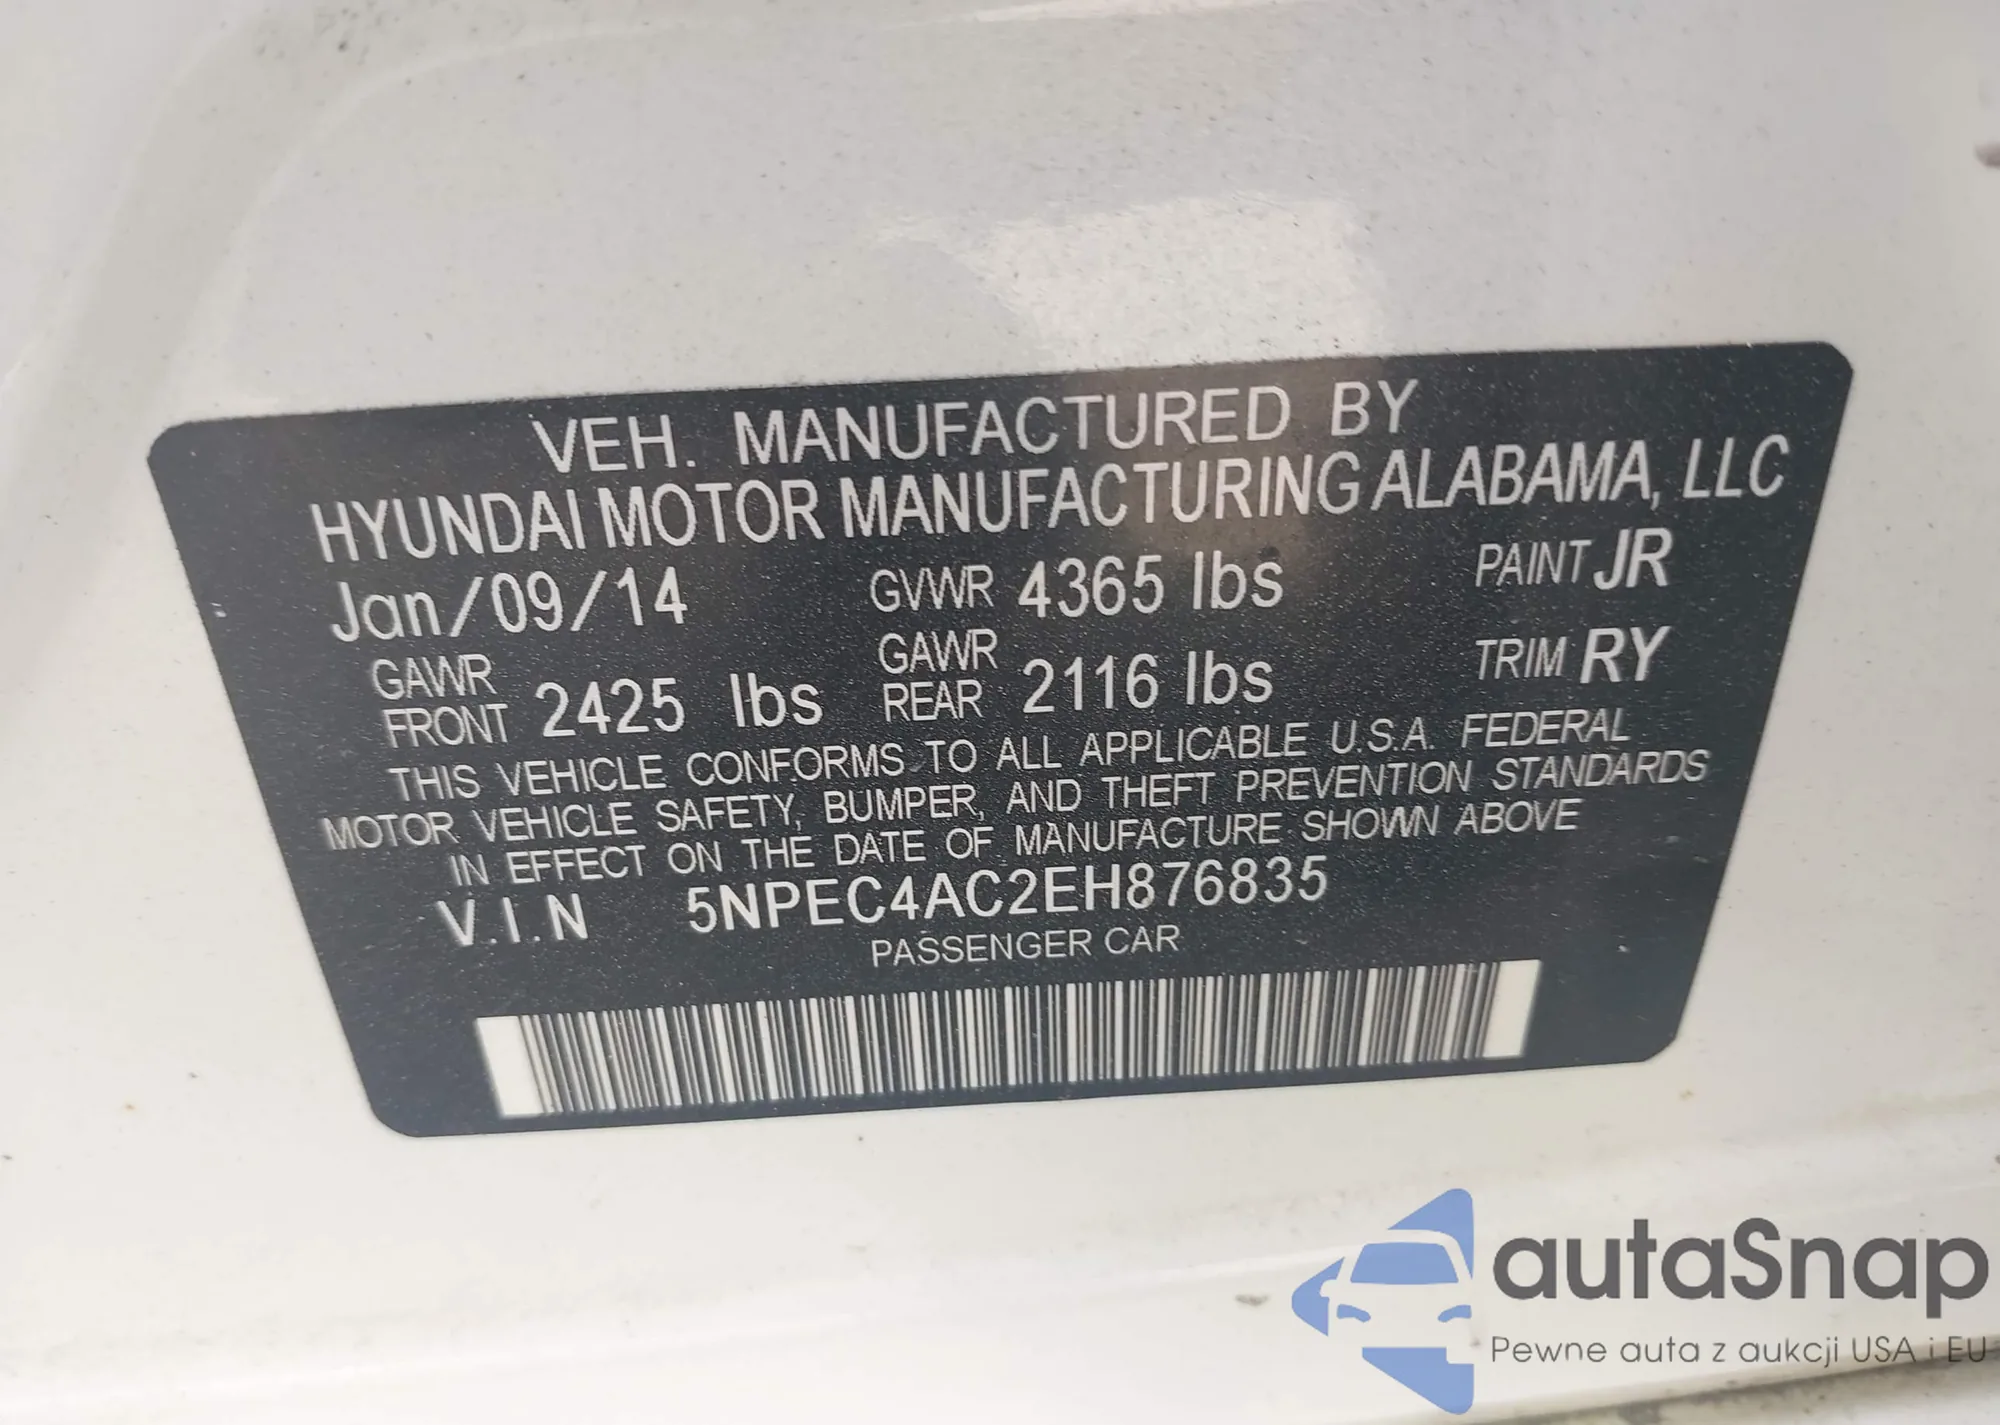 VEH. MANUFACTURED BY
HYUNDAI MOTOR MANUFACTURING ALABAMA, LLC
Jan/09/14 GVWR 4365 lbs PAINT JR
GAWR FRONT 2425 lbs GAWR REAR 2116 lbs TRIM RY
THIS VEHICLE CONFORMS TO ALL APPLICABLE U.S.A. FEDERAL
MOTOR VEHICLE SAFETY, BUMPER, AND THEFT PREVENTION STANDARDS
IN EFFECT ON THE DATE OF MANUFACTURE SHOWN ABOVE
V.I.N 5NPEC4AC2EH876835
PASSENGER CAR
autaSnap
Pewne auta z aukcji USA i EU